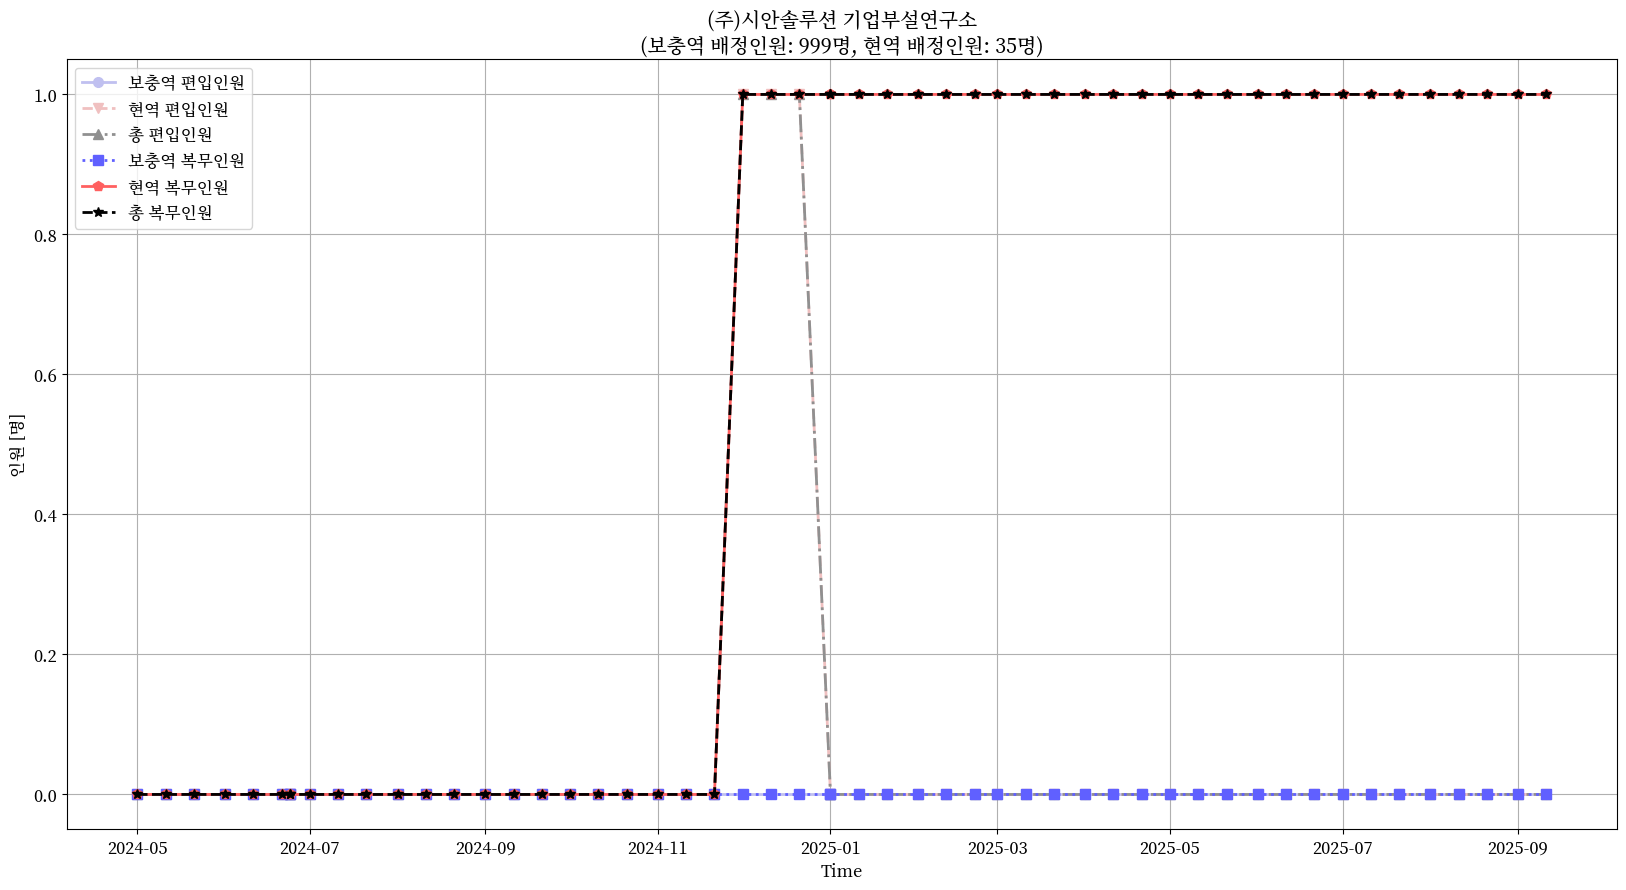 (주)시안솔루션 기업부설연구소
(보충역 배정인원: 999명, 현역 배정인원: 35명)
보충역 편입인원
현역 편입인원
총 편입인원
보충역 복무인원
현역 복무인원
총 복무인원
인원 [명]
1.0
0.8
0.6
0.4
0.2
0.0
2024-05
2024-07
2024-09
2024-11
2025-01
2025-03
2025-05
2025-07
2025-09
Time